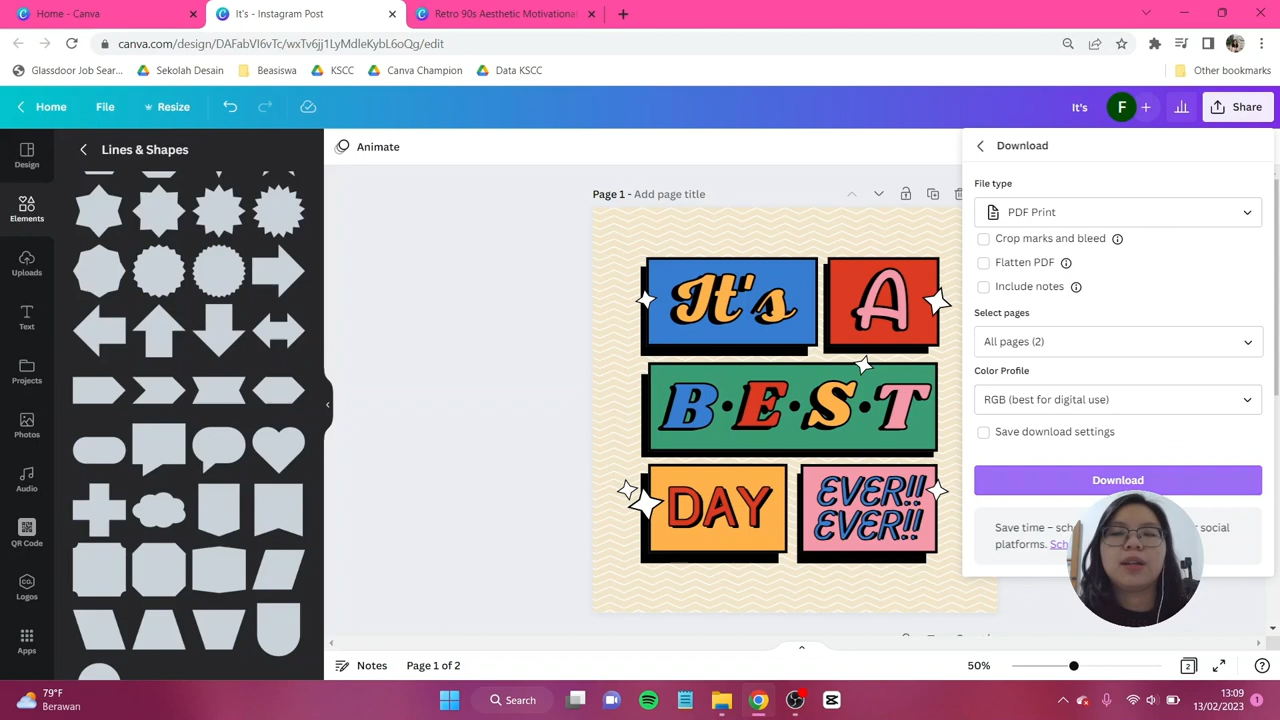 Home - Canva
It's - Instagram Post
Retro 90s Aesthetic Motivational
canva.com/design/DAFabVI6vTc/wxTv6jj1LyMdleKybL6oQg/edit
Glassdoor Job Sear...
Sekolah Desain
Beasiswa
KSCC
Canva Champion
Data KSCC
Other bookmarks
Home
File
Resize
It's
F
Share
Design
Elements
Uploads
Text
Projects
Photos
Audio
QR Code
Logos
Apps
Lines & Shapes
Animate
Page 1 - Add page title
It's
A
B·E·S·T
DAY
EVER!!
EVER!!
Download
File type
PDF Print
Crop marks and bleed
Flatten PDF
Include notes
Select pages
All pages (2)
Color Profile
RGB (best for digital use)
Save download settings
Download
Save time – sch
r social
platforms. Sch
Notes
Page 1 of 2
50%
2
79°F
Berawan
Search
13:09
13/02/2023
1